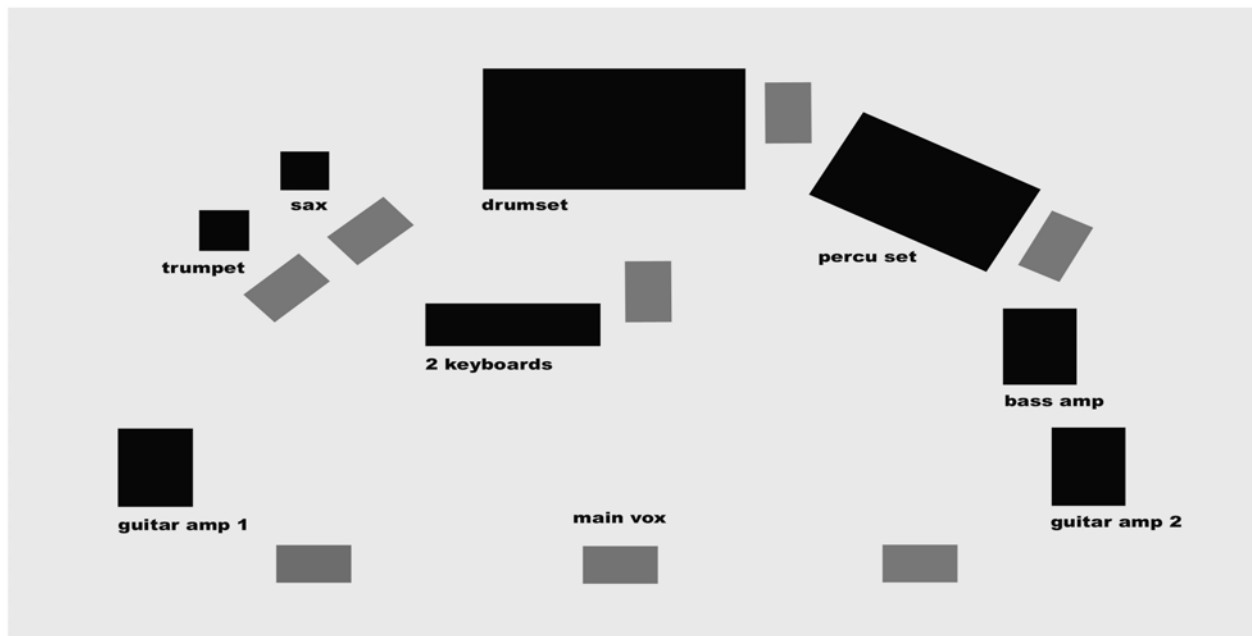 sax
drumset
percu set
trumpet
2 keyboards
bass amp
guitar amp 1
main vox
guitar amp 2